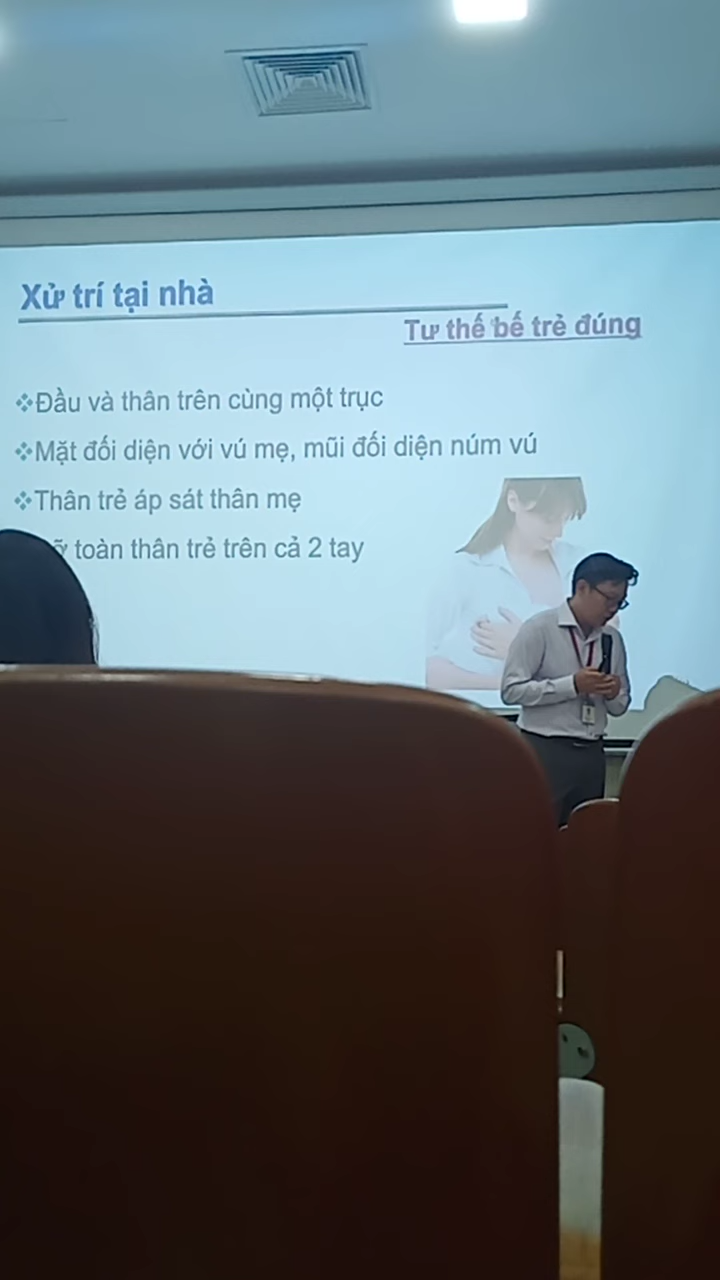 Xử trí tại nhà
Tư thế bế trẻ đúng
❖Đầu và thân trên cùng một trục
❖Mặt đối diện với vú mẹ, mũi đối diện núm vú
❖Thân trẻ áp sát thân mẹ
toàn thân trẻ trên cả 2 tay